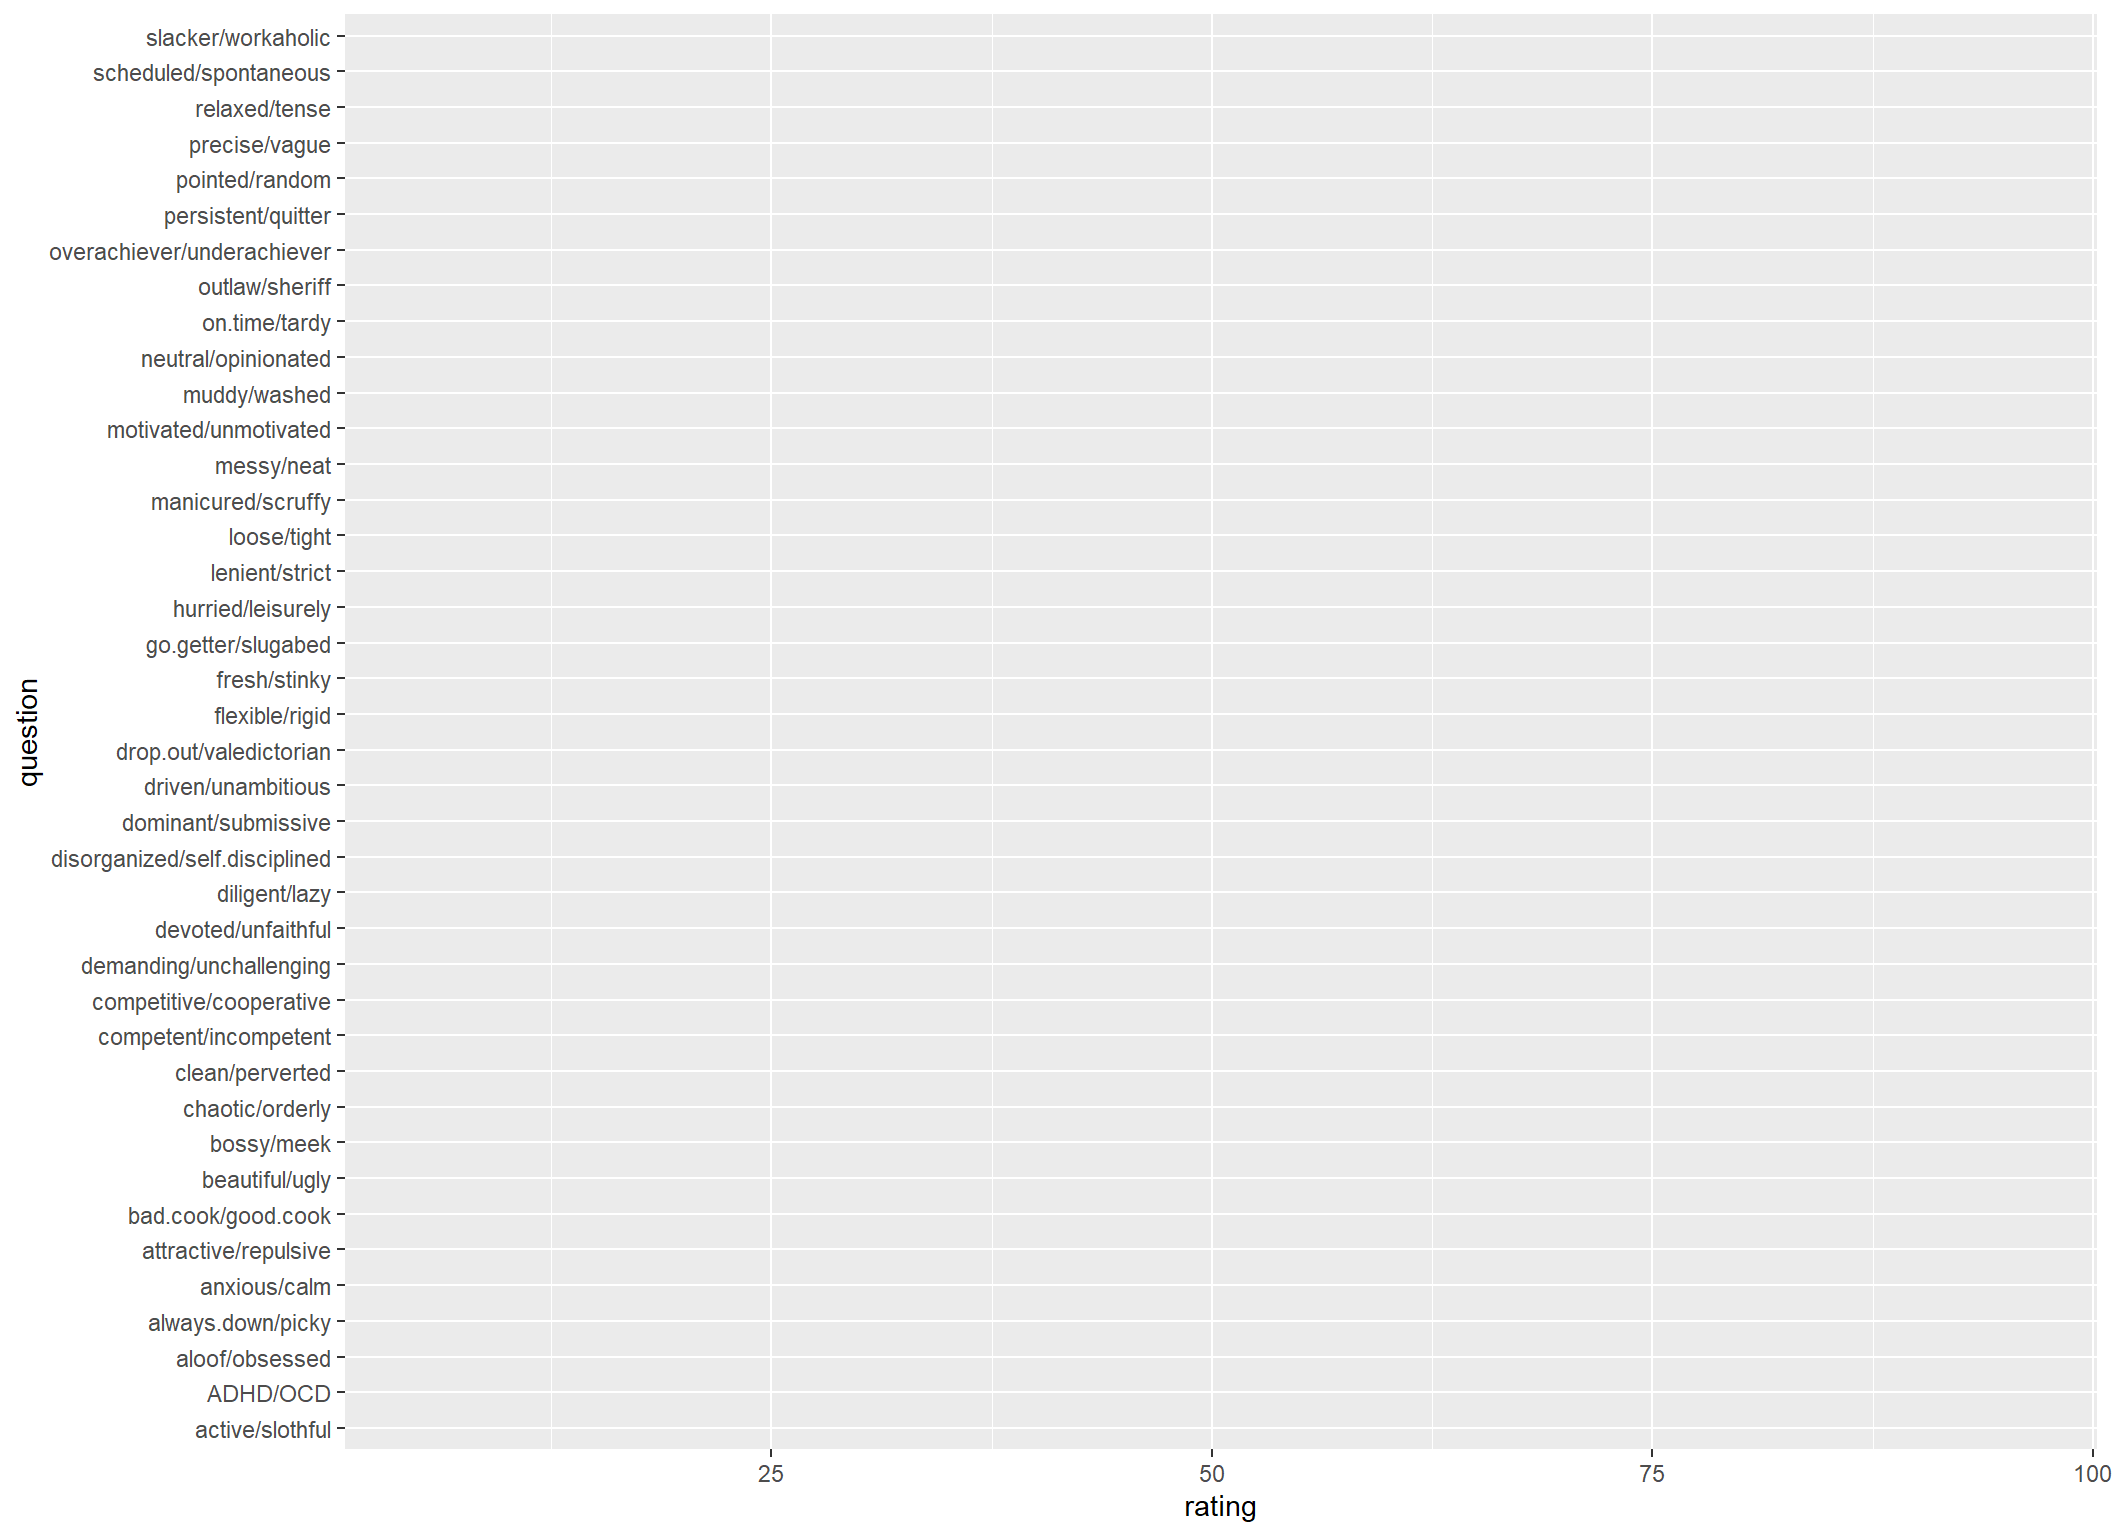 slacker/workaholic
scheduled/spontaneous
relaxed/tense
precise/vague
pointed/random
persistent/quitter
overachiever/underachiever
outlaw/sheriff
on.time/tardy
neutral/opinionated
muddy/washed
motivated/unmotivated
messy/neat
manicured/scruffy
loose/tight
lenient/strict
hurried/leisurely
go.getter/slugabed
fresh/stinky
flexible/rigid
drop.out/valedictorian
driven/unambitious
dominant/submissive
disorganized/self.disciplined
diligent/lazy
devoted/unfaithful
demanding/unchallenging
competitive/cooperative
competent/incompetent
clean/perverted
chaotic/orderly
bossy/meek
beautiful/ugly
bad.cook/good.cook
attractive/repulsive
anxious/calm
always.down/picky
aloof/obsessed
ADHD/OCD
active/slothful
question
25 50 75 100
rating